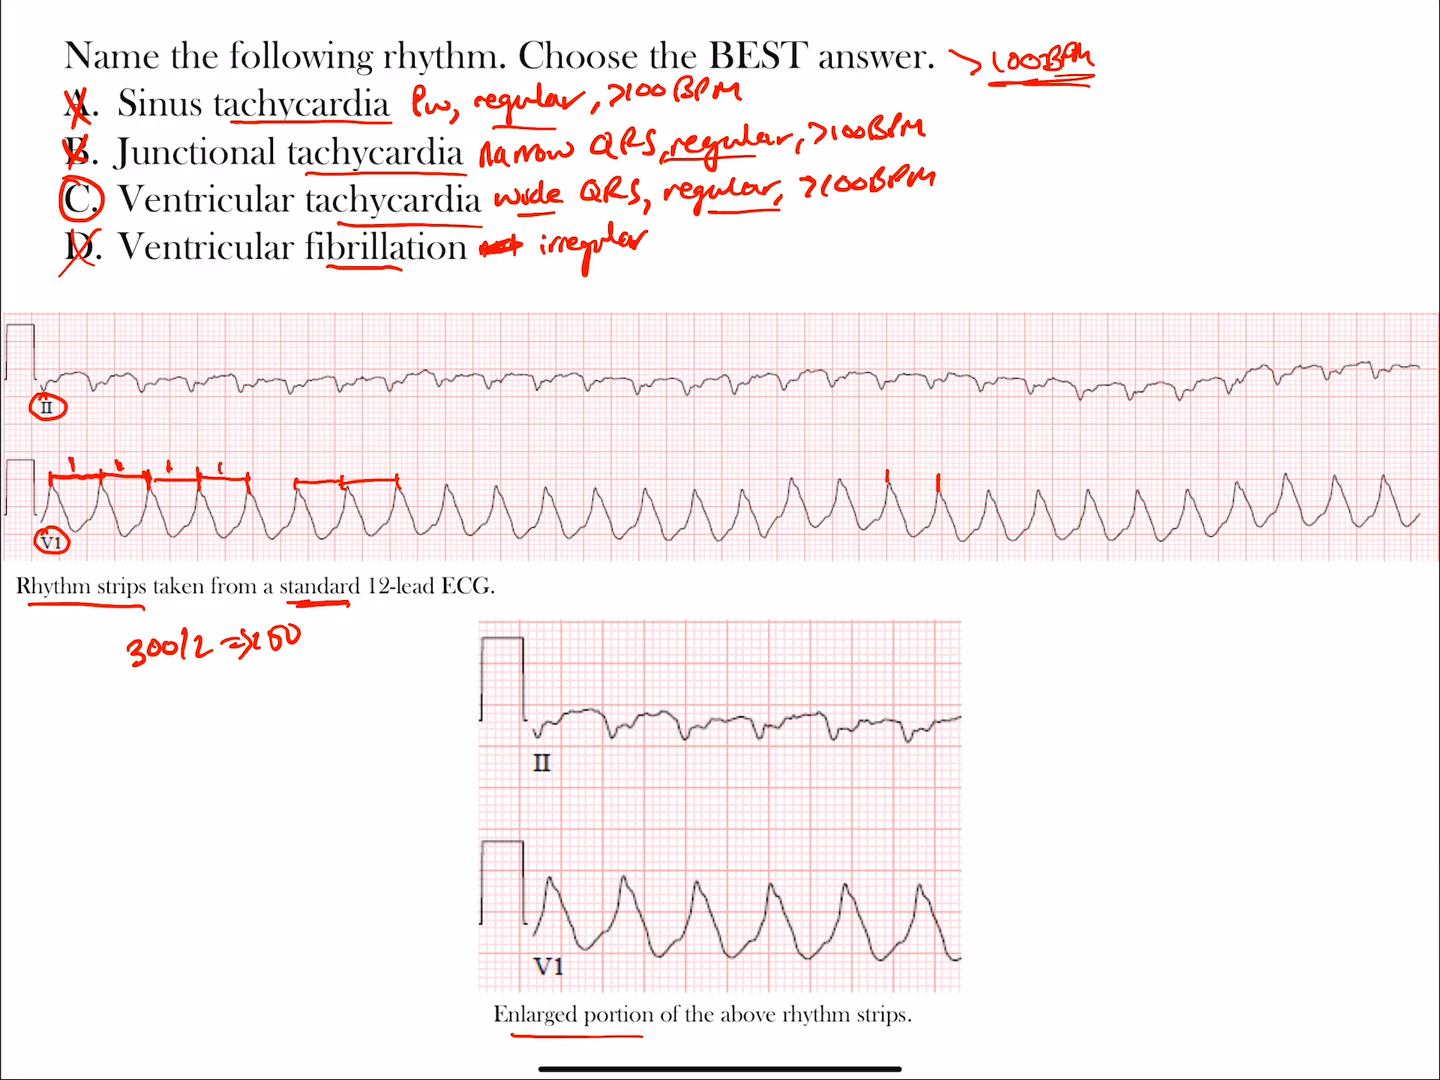 Name the following rhythm. Choose the BEST answer. >100BPM
A. Sinus tachycardia Pw, regular, >100BPM
B. Junctional tachycardia narrow QRS, regular, >100BPM
C. Ventricular tachycardia wide QRS, regular, >100BPM
D. Ventricular fibrillation irregular
II
V1
Rhythm strips taken from a standard 12-lead ECG.
300/2 => 150
II
V1
Enlarged portion of the above rhythm strips.